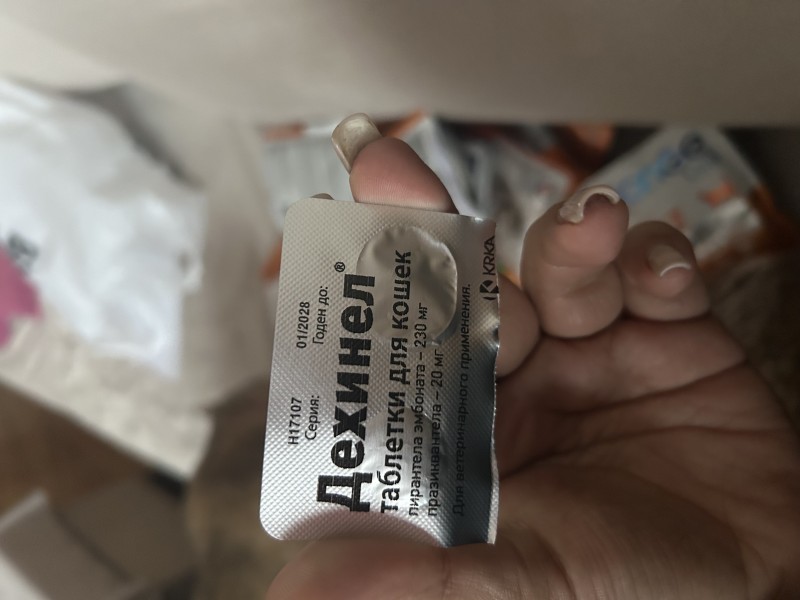 H17107
Серия:
01/2028
Годен до:
Дехинел®
таблетки для кошек
пирантела эмбоната – 230 мг
празиквантела – 20 мг
Для ветеринарного применения.
KRKA